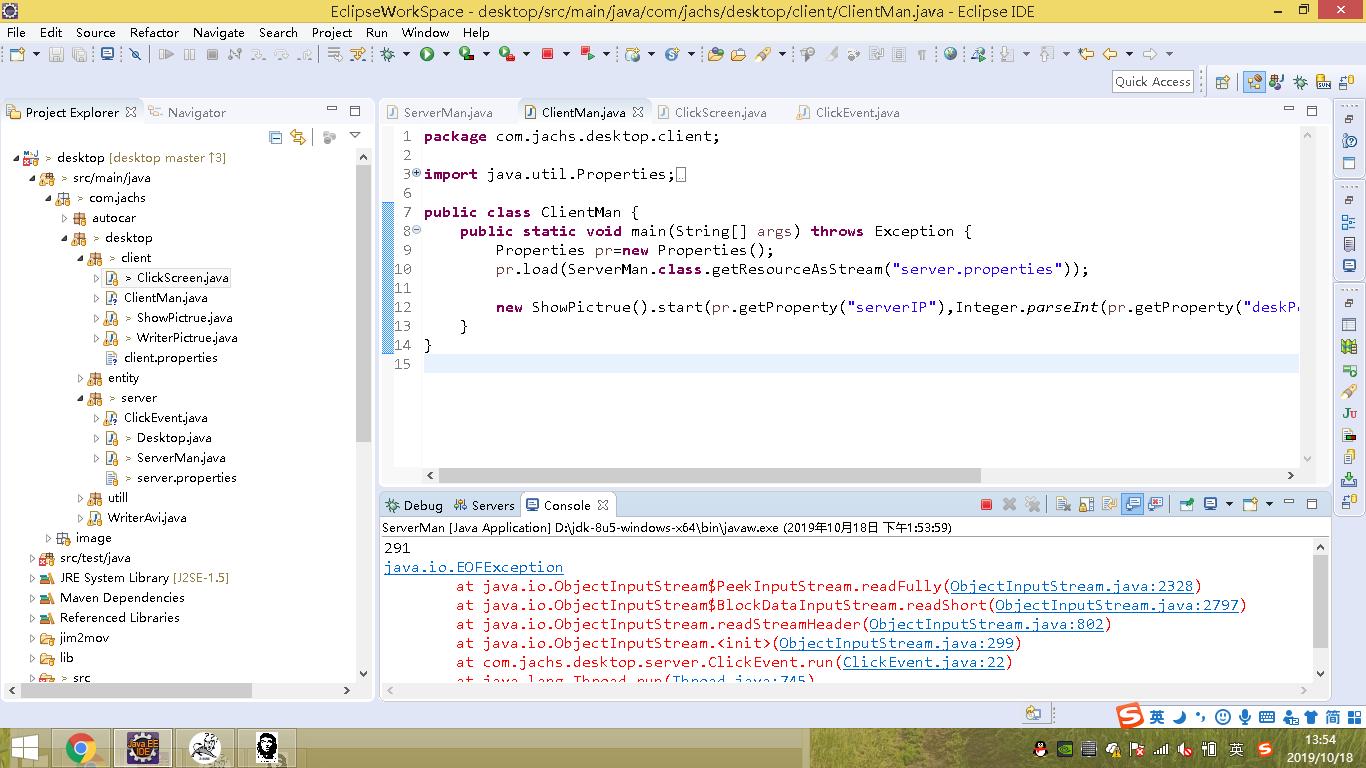 EclipseWorkSpace - desktop/src/main/java/com/jachs/desktop/client/ClientMan.java - Eclipse IDE
File Edit Source Refactor Navigate Search Project Run Window Help
Quick Access
Project Explorer
Navigator
> desktop [desktop master ↑3]
> src/main/java
> com.jachs
autocar
> desktop
> client
> ClickScreen.java
ClientMan.java
> ShowPictrue.java
> WriterPictrue.java
client.properties
entity
> server
ClickEvent.java
> Desktop.java
> ServerMan.java
> server.properties
utill
WriterAvi.java
image
src/test/java
JRE System Library [J2SE-1.5]
Maven Dependencies
Referenced Libraries
jim2mov
lib
> src
ServerMan.java
ClientMan.java
ClickScreen.java
ClickEvent.java
1 package com.jachs.desktop.client;
2
3 import java.util.Properties;
6
7 public class ClientMan {
8 public static void main(String[] args) throws Exception {
9 Properties pr=new Properties();
10 pr.load(ServerMan.class.getResourceAsStream("server.properties"));
11
12 new ShowPictrue().start(pr.getProperty("serverIP"),Integer.parseInt(pr.getProperty("deskP
13 }
14 }
15
Debug
Servers
Console
ServerMan [Java Application] D:\jdk-8u5-windows-x64\bin\javaw.exe (2019年10月18日 下午1:53:59)
291
java.io.EOFException
at java.io.ObjectInputStream$PeekInputStream.readFully(ObjectInputStream.java:2328)
at java.io.ObjectInputStream$BlockDataInputStream.readShort(ObjectInputStream.java:2797)
at java.io.ObjectInputStream.readStreamHeader(ObjectInputStream.java:802)
at java.io.ObjectInputStream.<init>(ObjectInputStream.java:299)
at com.jachs.desktop.server.ClickEvent.run(ClickEvent.java:22)
at java.lang.Thread.run(Thread.java:745)
英
简
Java EE
IDE
英
13:54
2019/10/18